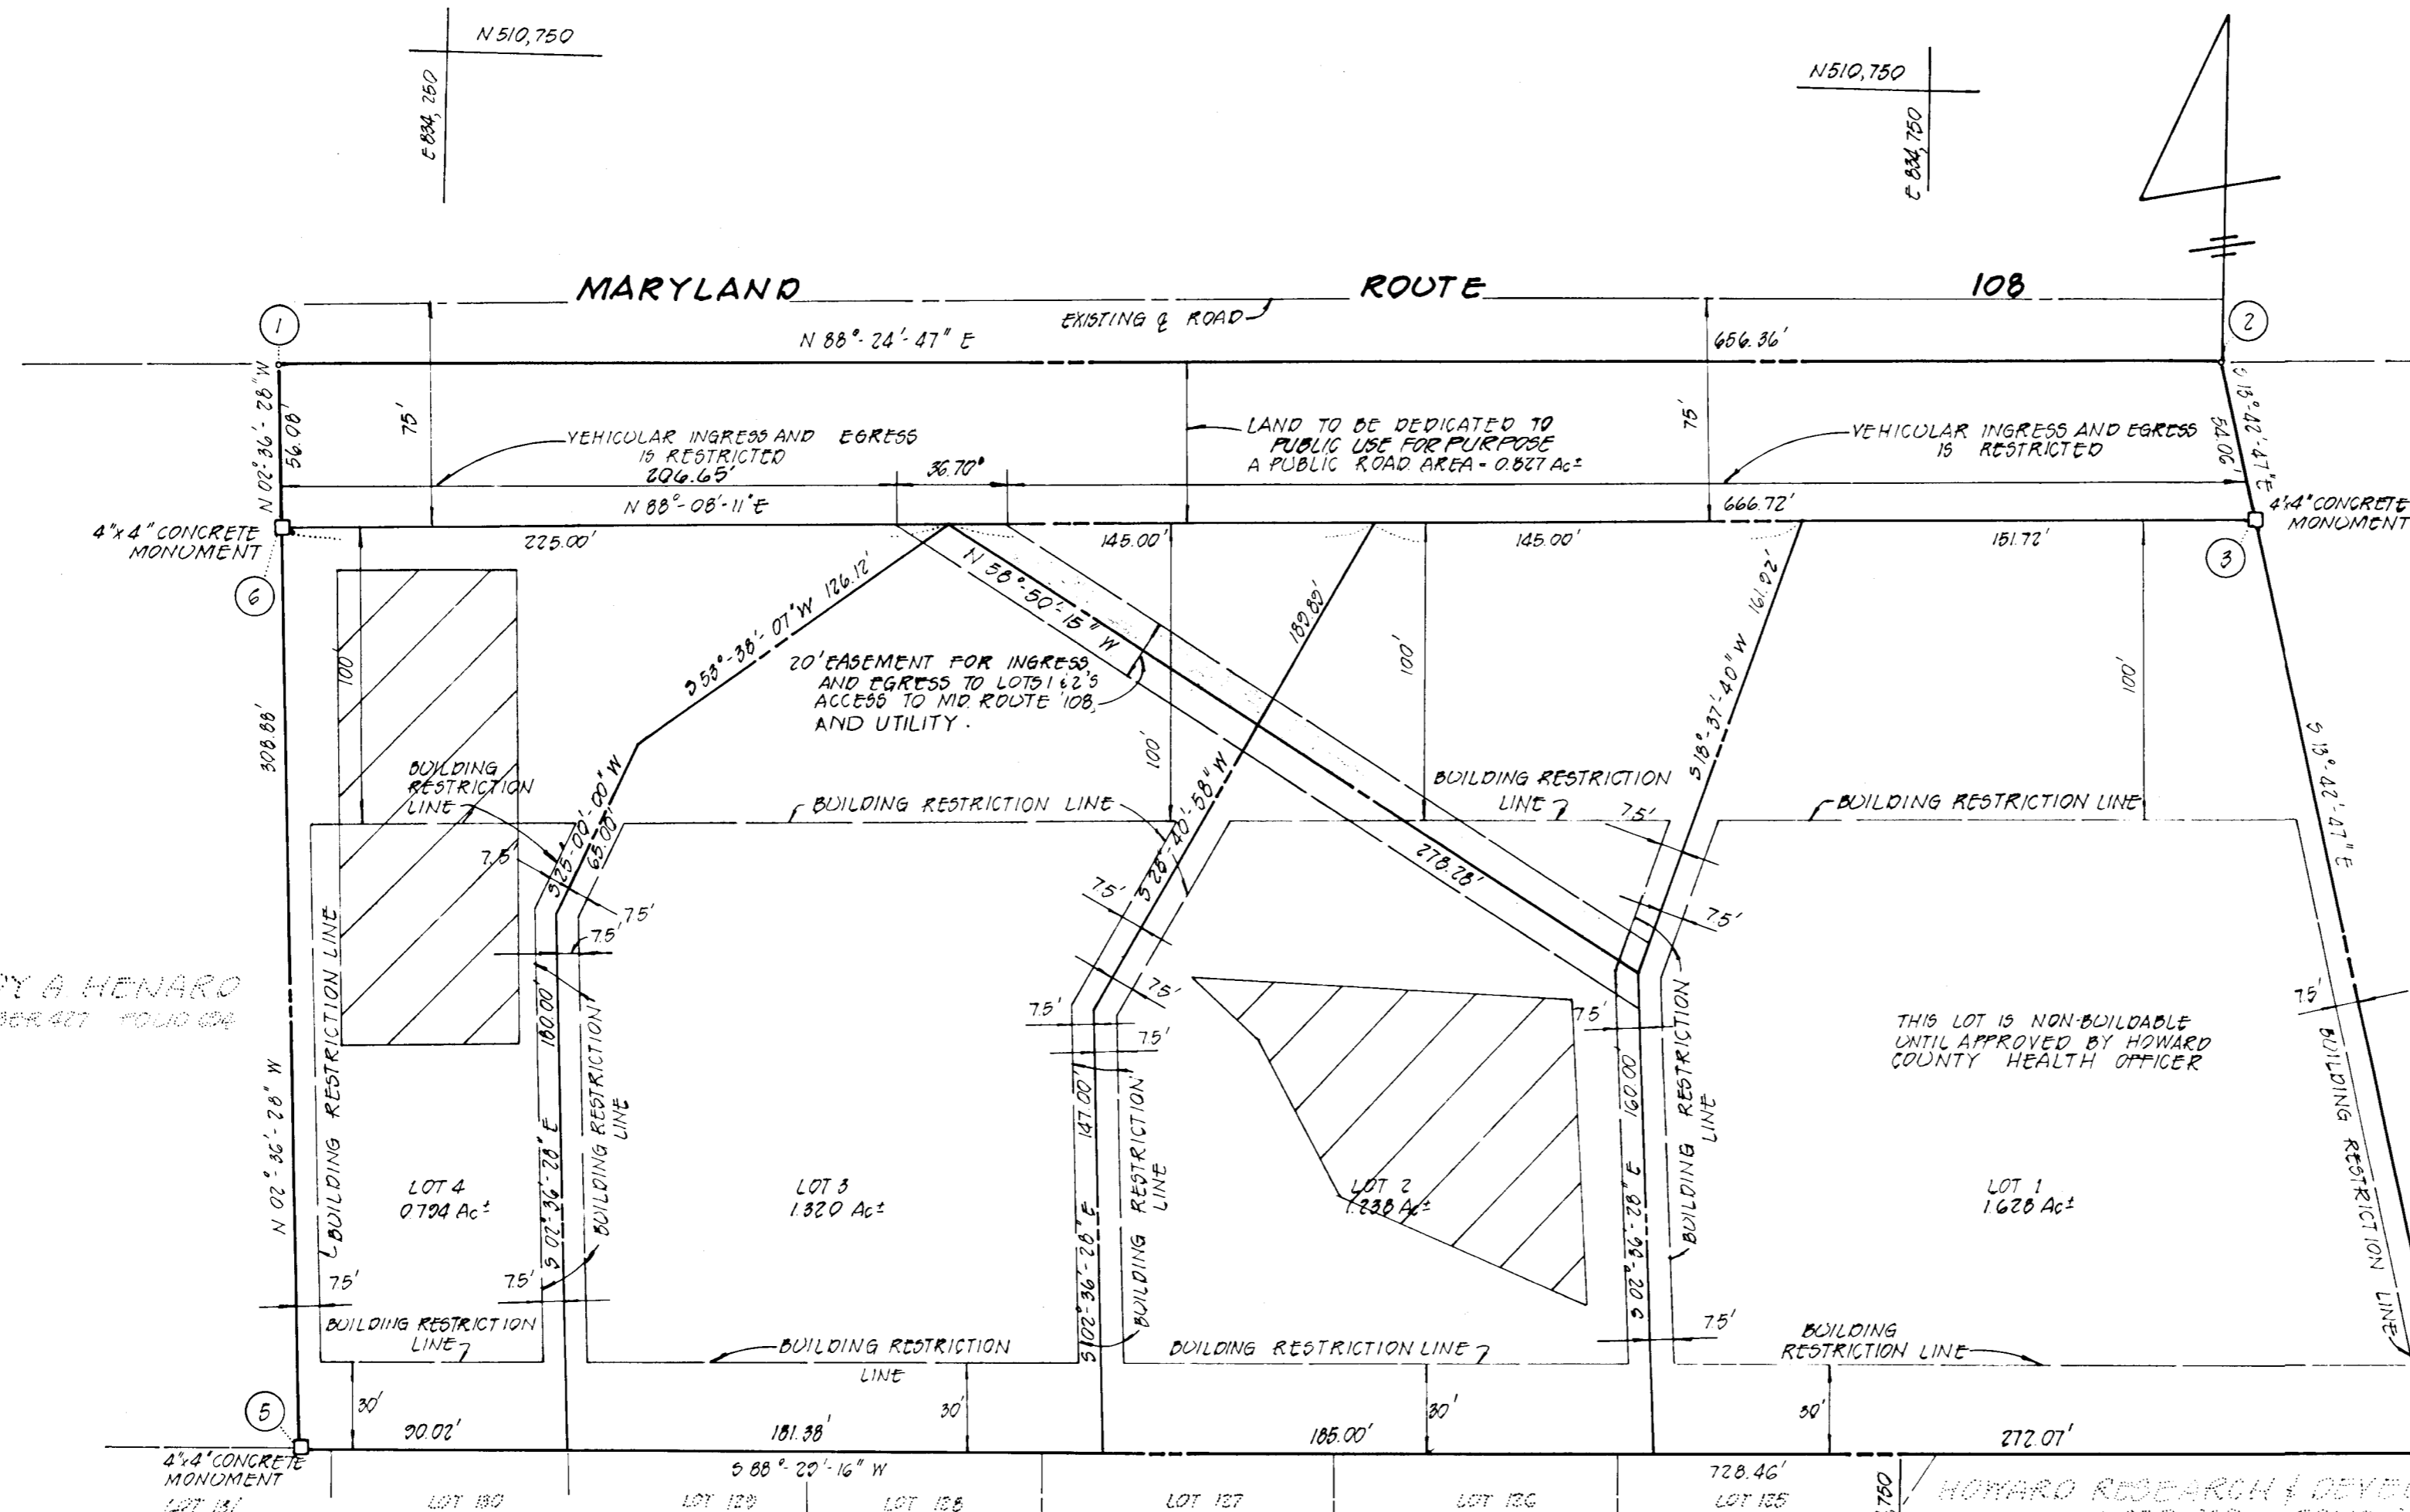 N 510,750
E 834,250
N 510,750
E 834,750
MARYLAND ROUTE 108
EXISTING ℄ ROAD
1
N 88°-24'-47" E
656.36'
2
N 02°-36'-28" W
56.08'
75'
VEHICULAR INGRESS AND EGRESS
IS RESTRICTED
206.65'
36.70'
LAND TO BE DEDICATED TO
PUBLIC USE FOR PURPOSE
A PUBLIC ROAD. AREA = 0.827 Ac±
75'
VEHICULAR INGRESS AND EGRESS
IS RESTRICTED
S 13°-42'-47" E
54.06'
N 88°-08'-11" E
666.72'
4"x4" CONCRETE
MONUMENT
4"x4" CONCRETE
MONUMENT
6
225.00'
145.00'
145.00'
151.72'
3
100'
308.88'
S 53°-38'-07" W 126.12'
N 58°-50'-15" W
20' EASEMENT FOR INGRESS
AND EGRESS TO LOTS 1 & 2'S
ACCESS TO MD. ROUTE 108,
AND UTILITY.
189.89'
100'
100'
161.92'
S 18°-37'-40" W
100'
S 13°-42'-47" E
BUILDING
RESTRICTION
LINE
BUILDING RESTRICTION LINE
BUILDING RESTRICTION
LINE
BUILDING RESTRICTION LINE
S 25°-00'-00" W
65.00'
7.5'
7.5'
7.5'
S 28°-40'-58" W
278.28'
7.5'
7.5'
7.5'
7.5'
7.5'
7.5'
7.5'
7.5'
7.5'
A HENARO
427 FOLIO
N 02°-36'-28" W
BUILDING RESTRICTION LINE
180.00'
S 02°-36'-28" E
BUILDING RESTRICTION
LINE
147.00'
S 02°-36'-28" E
BUILDING RESTRICTION
LINE
160.00'
S 02°-36'-28" E
BUILDING RESTRICTION
LINE
THIS LOT IS NON-BUILDABLE
UNTIL APPROVED BY HOWARD
COUNTY HEALTH OFFICER
BUILDING RESTRICTION LINE
LOT 4
0.794 Ac±
LOT 3
1.320 Ac±
LOT 2
1.238 Ac±
LOT 1
1.628 Ac±
7.5'
7.5'
7.5'
BUILDING RESTRICTION
LINE
BUILDING RESTRICTION
LINE
BUILDING RESTRICTION LINE
BUILDING
RESTRICTION LINE
5
30'
30'
30'
30'
90.02'
181.38'
185.00'
272.07'
4"x4" CONCRETE
MONUMENT
S 88°-29'-16" W
728.46'
LOT 131
LOT 130
LOT 129
LOT 128
LOT 127
LOT 126
LOT 125
750
HOWARD RESEARCH &